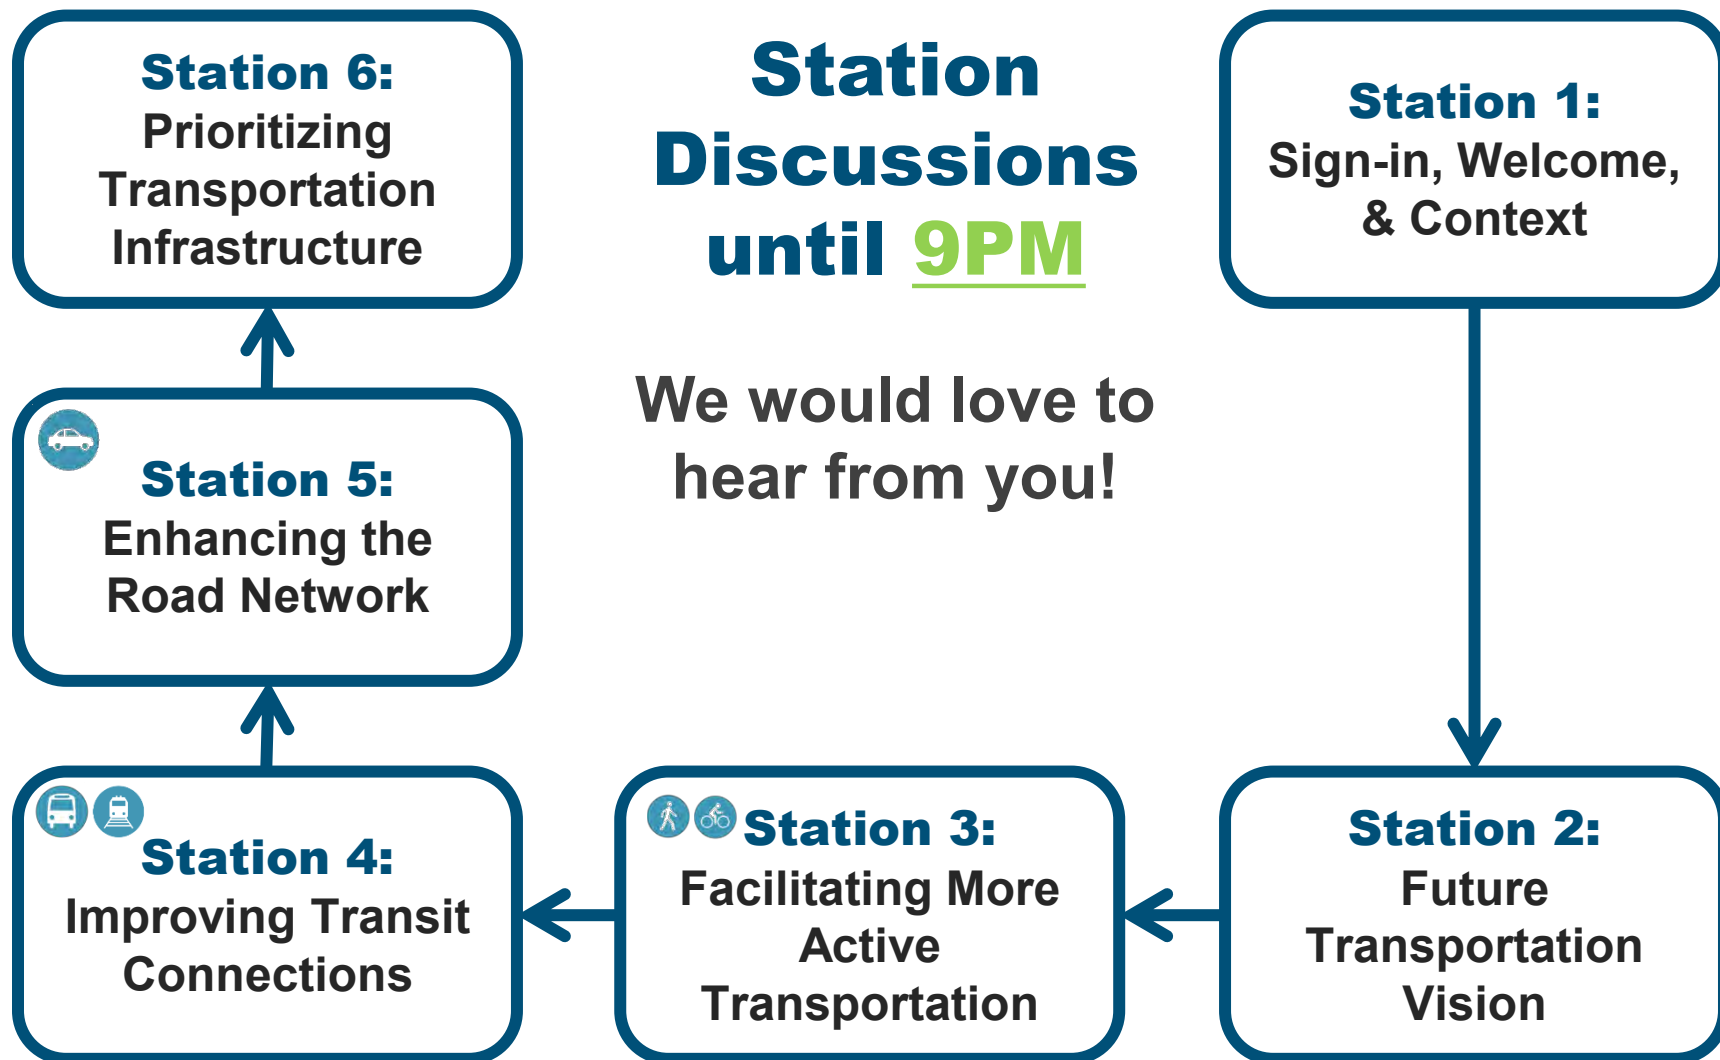 Station
Discussions
until 9PM
We would love to
hear from you!
Station 1:
Sign-in, Welcome,
& Context
Station 2:
Future
Transportation
Vision
Station 3:
Facilitating More
Active
Transportation
Station 4:
Improving Transit
Connections
Station 5:
Enhancing the
Road Network
Station 6:
Prioritizing
Transportation
Infrastructure